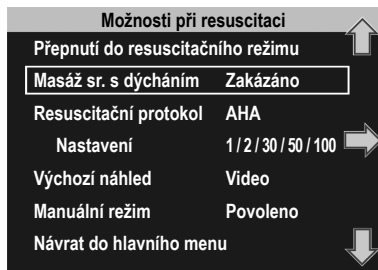 Možnosti při resuscitaci
Přepnutí do resuscitačního režimu
Masáž sr. s dýcháním Zakázáno
Resuscitační protokol AHA
Nastavení 1 / 2 / 30 / 50 / 100
Výchozí náhled Video
Manuální režim Povoleno
Návrat do hlavního menu